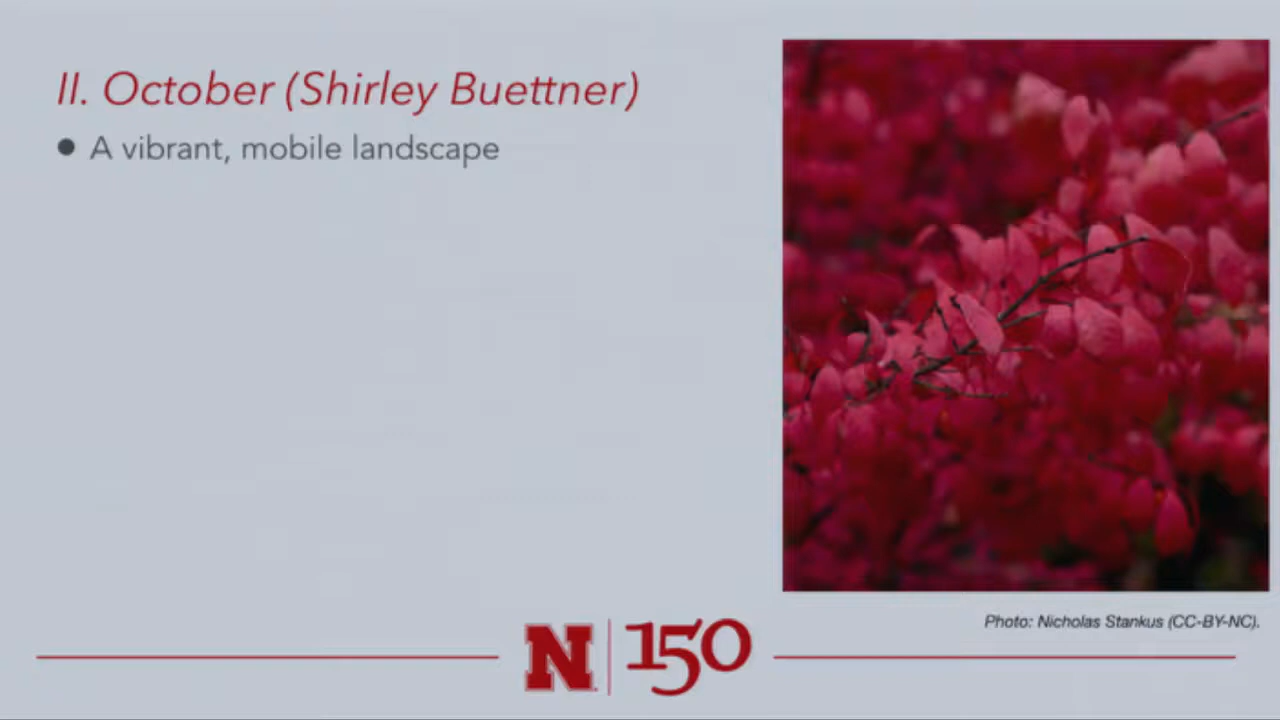 II. October (Shirley Buettner)
● A vibrant, mobile landscape
Photo: Nicholas Stankus (CC-BY-NC).
N 150